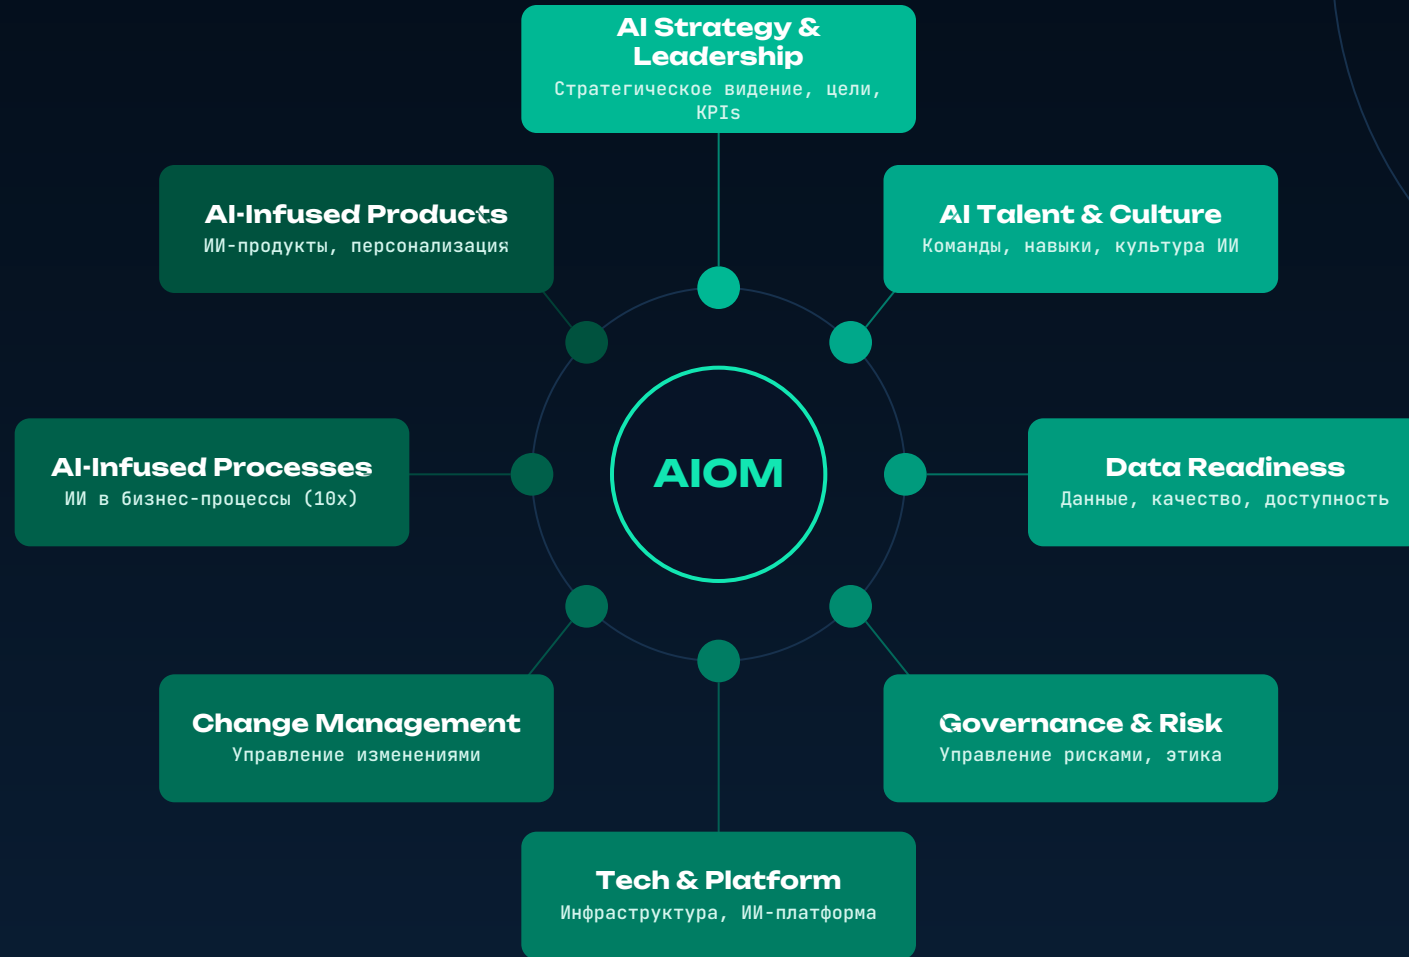 AI Strategy &
Leadership
Стратегическое видение, цели,
KPIs
AI-Infused Products
ИИ-продукты, персонализация
AI Talent & Culture
Команды, навыки, культура ИИ
AI-Infused Processes
ИИ в бизнес-процессы (10x)
AIOM
Data Readiness
Данные, качество, доступность
Change Management
Управление изменениями
Governance & Risk
Управление рисками, этика
Tech & Platform
Инфраструктура, ИИ-платформа